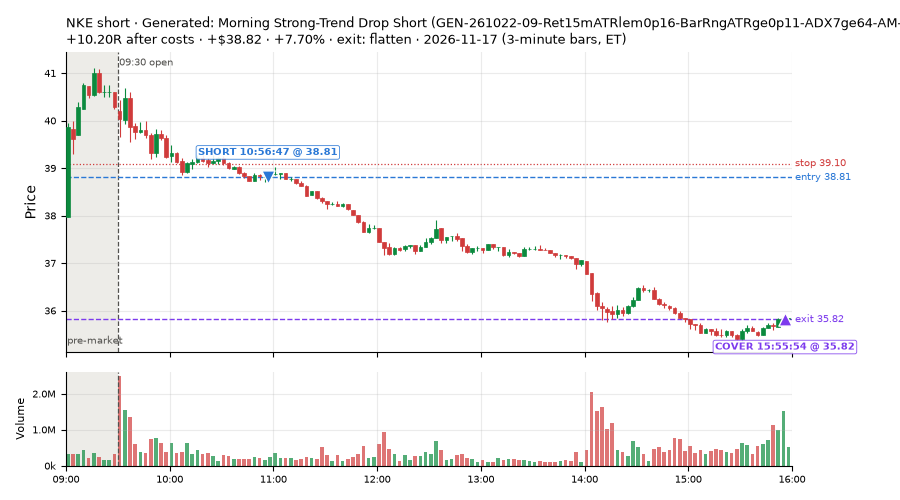 NKE short · Generated: Morning Strong-Trend Drop Short (GEN-261022-09-Ret15mATRlem0p16-BarRngATRge0p11-ADX7ge64-AM-
+10.20R after costs · +$38.82 · +7.70% · exit: flatten · 2026-11-17 (3-minute bars, ET)
09:30 open
41
40
39
38
37
36
Price
SHORT 10:56:47 @ 38.81
stop 39.10
entry 38.81
exit 35.82
pre-market
COVER 15:55:54 @ 35.82
Volume
2.0M
1.0M
0k
09:00 10:00 11:00 12:00 13:00 14:00 15:00 16:00